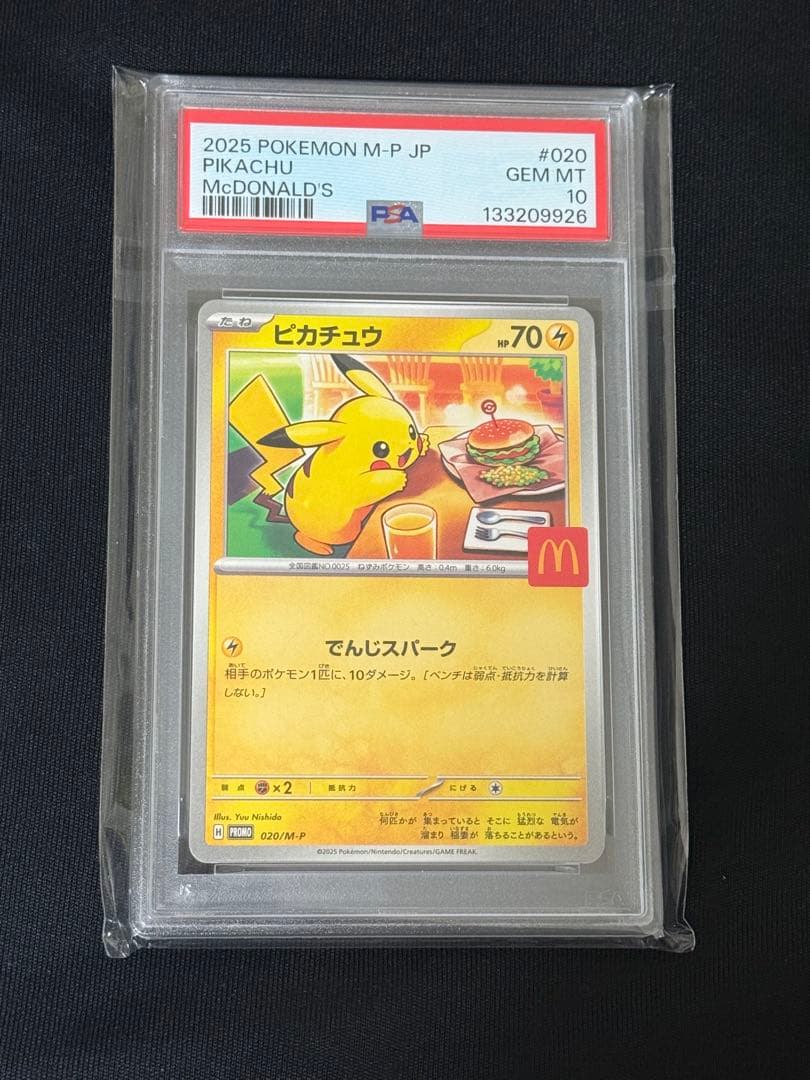 2025 POKEMON M-P JP #020
PIKACHU GEM MT
McDONALD'S 10
PSA 133209926
たね ピカチュウ HP70
全国図鑑NO.0025 ねずみポケモン 高さ:0.4m 重さ:6.0kg
M
でんじスパーク
相手のポケモン1匹に、10ダメージ。[ベンチは弱点・抵抗力を計算
しない。]
弱点 ×2 抵抗力 にげる
Illus. Yuu Nishida
何匹かが 集まっていると そこに 猛烈な 電気が
溜まり 稲妻が 落ちることがあるという。
H PROMO 020/M-P
©2025 Pokémon/Nintendo/Creatures/GAME FREAK.